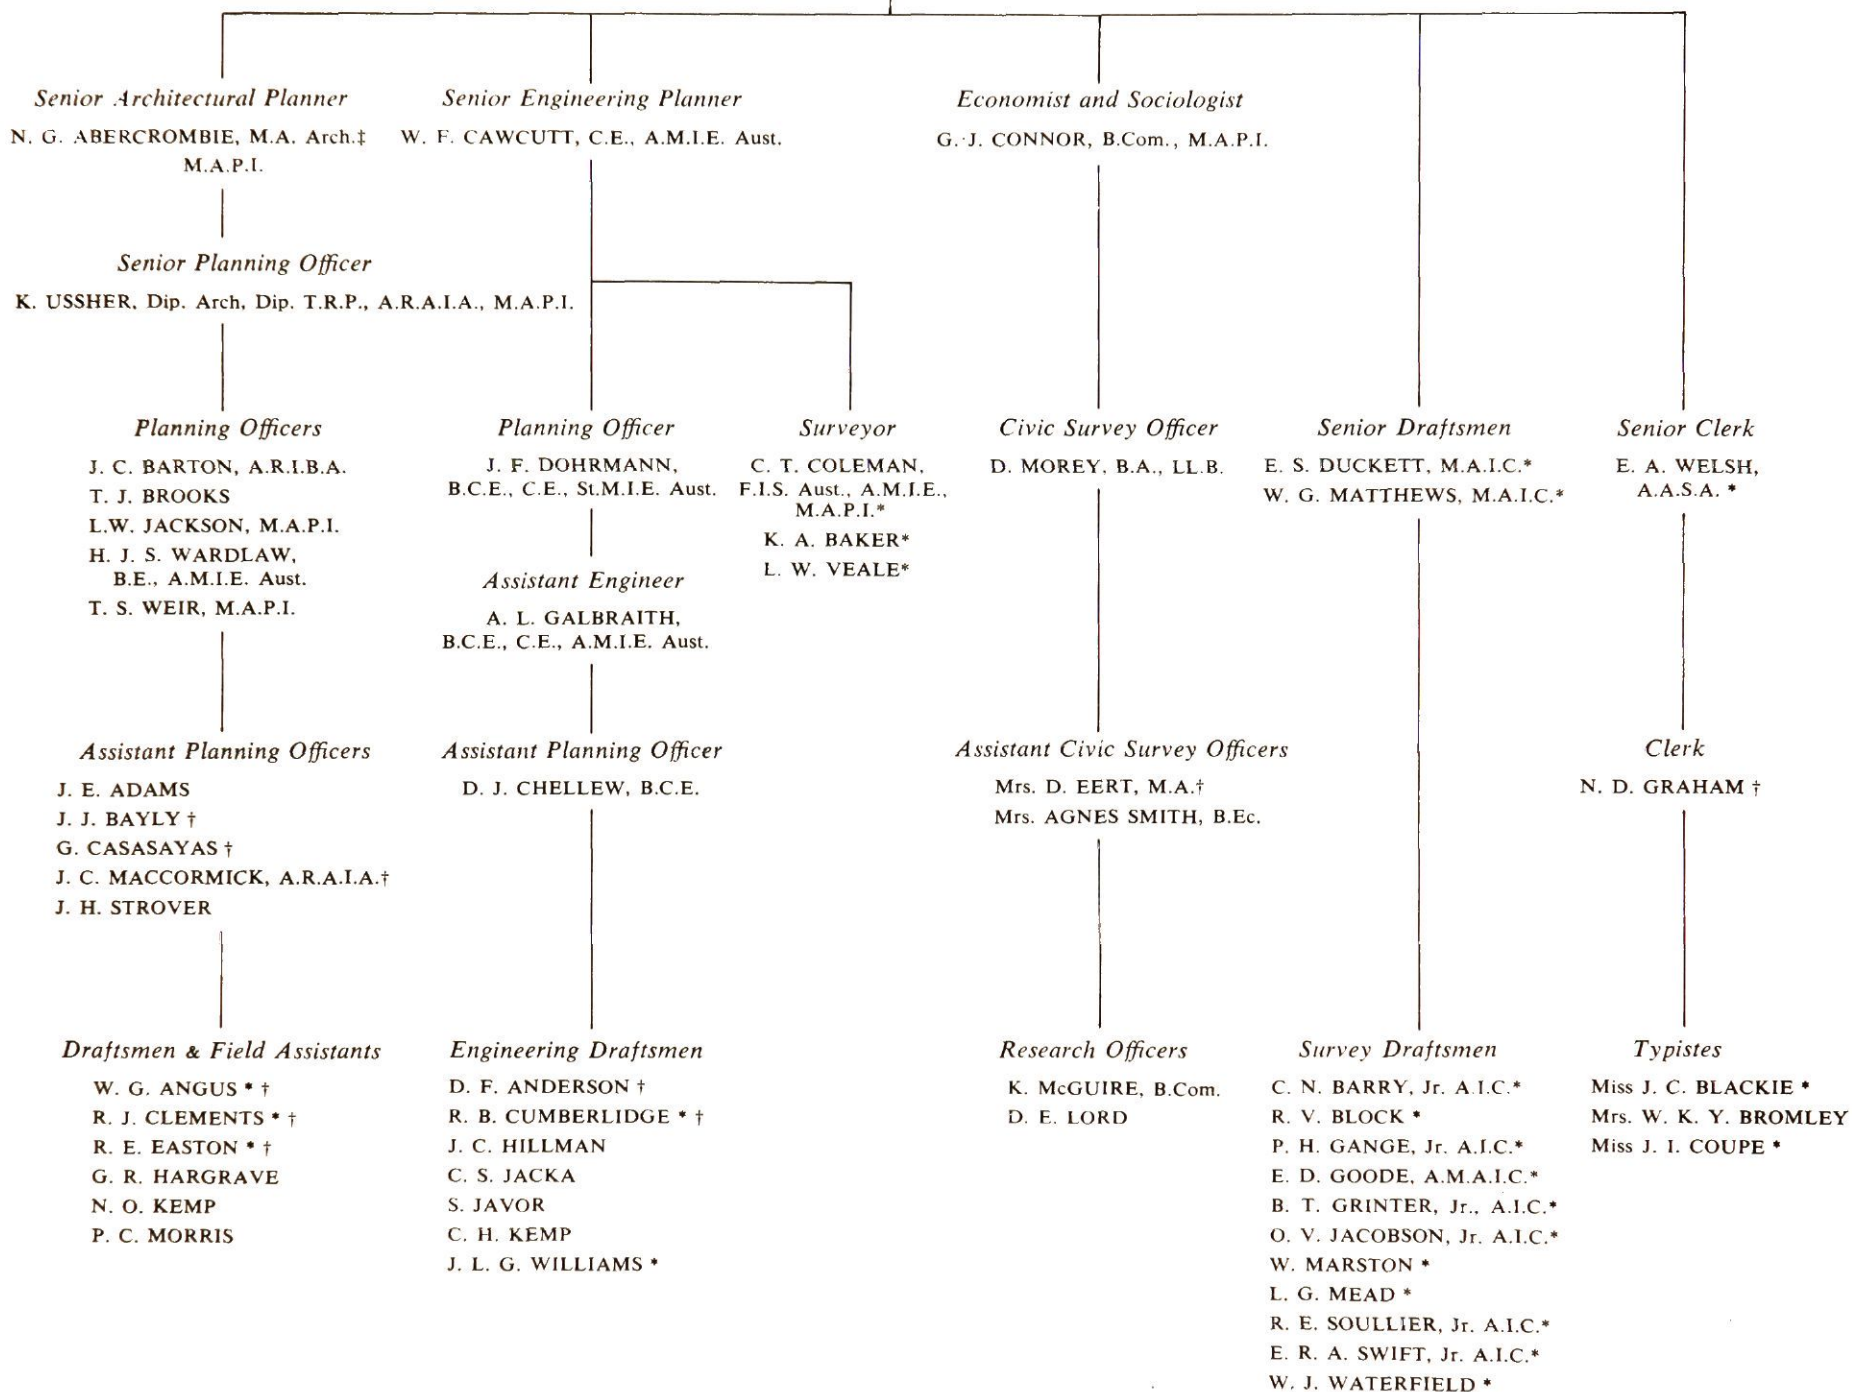 Senior Architectural Planner
N. G. ABERCROMBIE, M.A. Arch.‡
M.A.P.I.
Senior Planning Officer
K. USSHER, Dip. Arch, Dip. T.R.P., A.R.A.I.A., M.A.P.I.
Planning Officers
J. C. BARTON, A.R.I.B.A.
T. J. BROOKS
L.W. JACKSON, M.A.P.I.
H. J. S. WARDLAW,
B.E., A.M.I.E. Aust.
T. S. WEIR, M.A.P.I.
Assistant Planning Officers
J. E. ADAMS
J. J. BAYLY †
G. CASASAYAS †
J. C. MACCORMICK, A.R.A.I.A.†
J. H. STROVER
Draftsmen & Field Assistants
W. G. ANGUS * †
R. J. CLEMENTS * †
R. E. EASTON * †
G. R. HARGRAVE
N. O. KEMP
P. C. MORRIS
Senior Engineering Planner
W. F. CAWCUTT, C.E., A.M.I.E. Aust.
Planning Officer
J. F. DOHRMANN,
B.C.E., C.E., St.M.I.E. Aust.
Assistant Engineer
A. L. GALBRAITH,
B.C.E., C.E., A.M.I.E. Aust.
Assistant Planning Officer
D. J. CHELLEW, B.C.E.
Engineering Draftsmen
D. F. ANDERSON †
R. B. CUMBERLIDGE * †
J. C. HILLMAN
C. S. JACKA
S. JAVOR
C. H. KEMP
J. L. G. WILLIAMS *
Surveyor
C. T. COLEMAN,
F.I.S. Aust., A.M.I.E.,
M.A.P.I.*
K. A. BAKER*
L. W. VEALE*
Economist and Sociologist
G. J. CONNOR, B.Com., M.A.P.I.
Civic Survey Officer
D. MOREY, B.A., LL.B.
Assistant Civic Survey Officers
Mrs. D. EERT, M.A.†
Mrs. AGNES SMITH, B.Ec.
Research Officers
K. McGUIRE, B.Com.
D. E. LORD
Senior Draftsmen
E. S. DUCKETT, M.A.I.C.*
W. G. MATTHEWS, M.A.I.C.*
Survey Draftsmen
C. N. BARRY, Jr. A.I.C.*
R. V. BLOCK *
P. H. GANGE, Jr. A.I.C.*
E. D. GOODE, A.M.A.I.C.*
B. T. GRINTER, Jr., A.I.C.*
O. V. JACOBSON, Jr. A.I.C.*
W. MARSTON *
L. G. MEAD *
R. E. SOULLIER, Jr. A.I.C.*
E. R. A. SWIFT, Jr. A.I.C.*
W. J. WATERFIELD *
Senior Clerk
E. A. WELSH,
A.A.S.A. *
Clerk
N. D. GRAHAM †
Typistes
Miss J. C. BLACKIE *
Mrs. W. K. Y. BROMLEY
Miss J. I. COUPE *